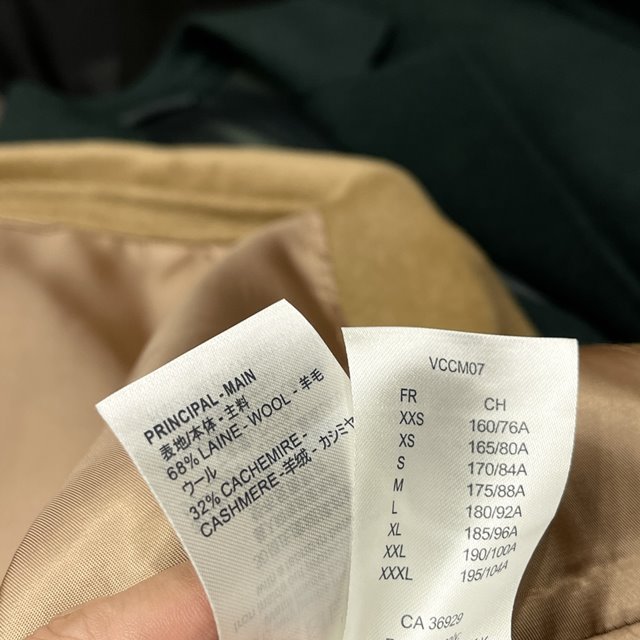 PRINCIPAL-MAIN
表地/本体-主料
68% LAINE-WOOL-羊毛
ウール
32% CACHEMIRE-
CASHMERE-羊绒-カシミヤ
VCCM07
FR CH
XXS 160/76A
XS 165/80A
S 170/84A
M 175/88A
L 180/92A
XL 185/96A
XXL 190/100A
XXXL 195/104A
CA 36929